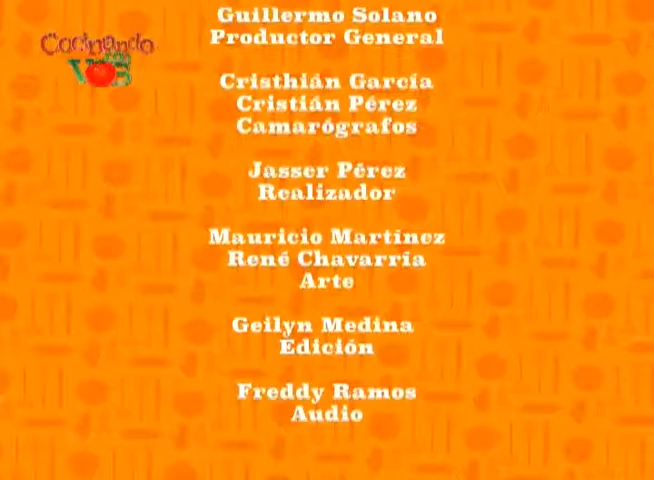 Guillermo Solano
Productor General
Cocinando
Cristhián García
Cristián Pérez
Camarógrafos
Jasser Pérez
Realizador
Mauricio Martínez
René Chavarría
Arte
Geilyn Medina
Edición
Freddy Ramos
Audio